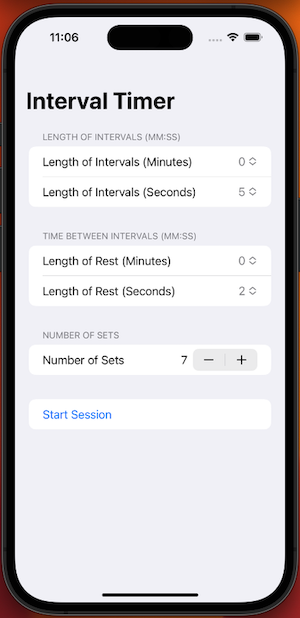 11:06
Interval Timer
LENGTH OF INTERVALS (MM:SS)
Length of Intervals (Minutes) 0
Length of Intervals (Seconds) 5
TIME BETWEEN INTERVALS (MM:SS)
Length of Rest (Minutes) 0
Length of Rest (Seconds) 2
NUMBER OF SETS
Number of Sets 7 − +
Start Session